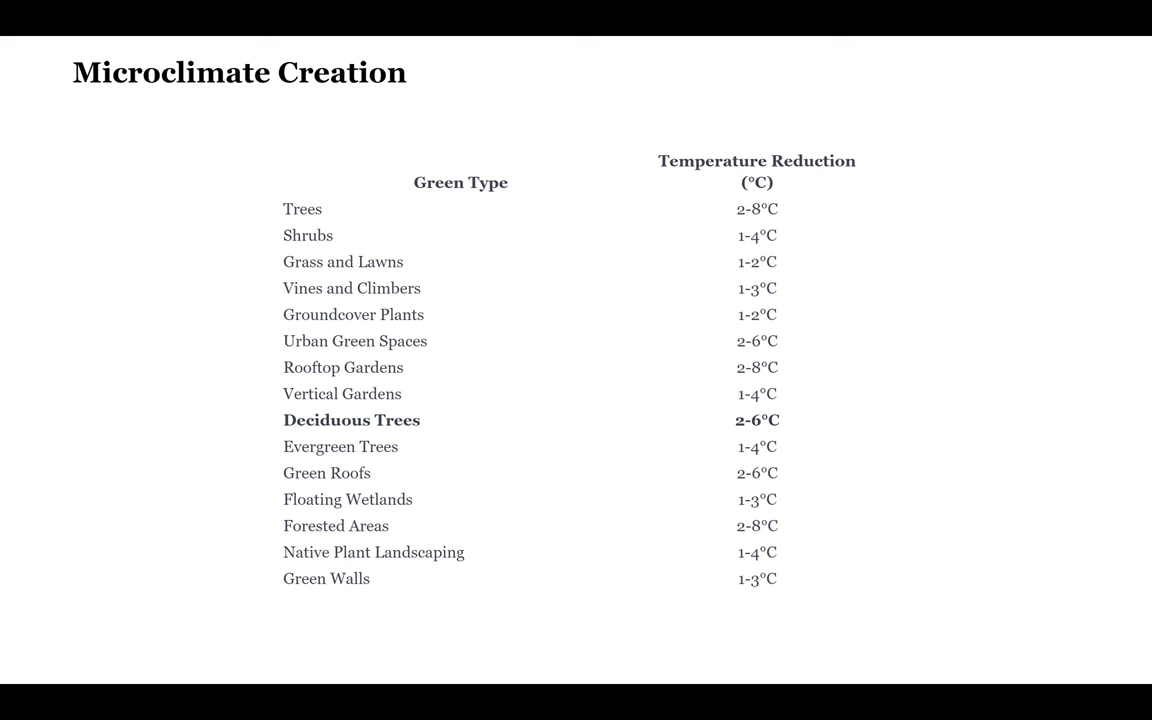 Microclimate Creation
Temperature Reduction
Green Type (°C)
Trees 2-8°C
Shrubs 1-4°C
Grass and Lawns 1-2°C
Vines and Climbers 1-3°C
Groundcover Plants 1-2°C
Urban Green Spaces 2-6°C
Rooftop Gardens 2-8°C
Vertical Gardens 1-4°C
Deciduous Trees 2-6°C
Evergreen Trees 1-4°C
Green Roofs 2-6°C
Floating Wetlands 1-3°C
Forested Areas 2-8°C
Native Plant Landscaping 1-4°C
Green Walls 1-3°C